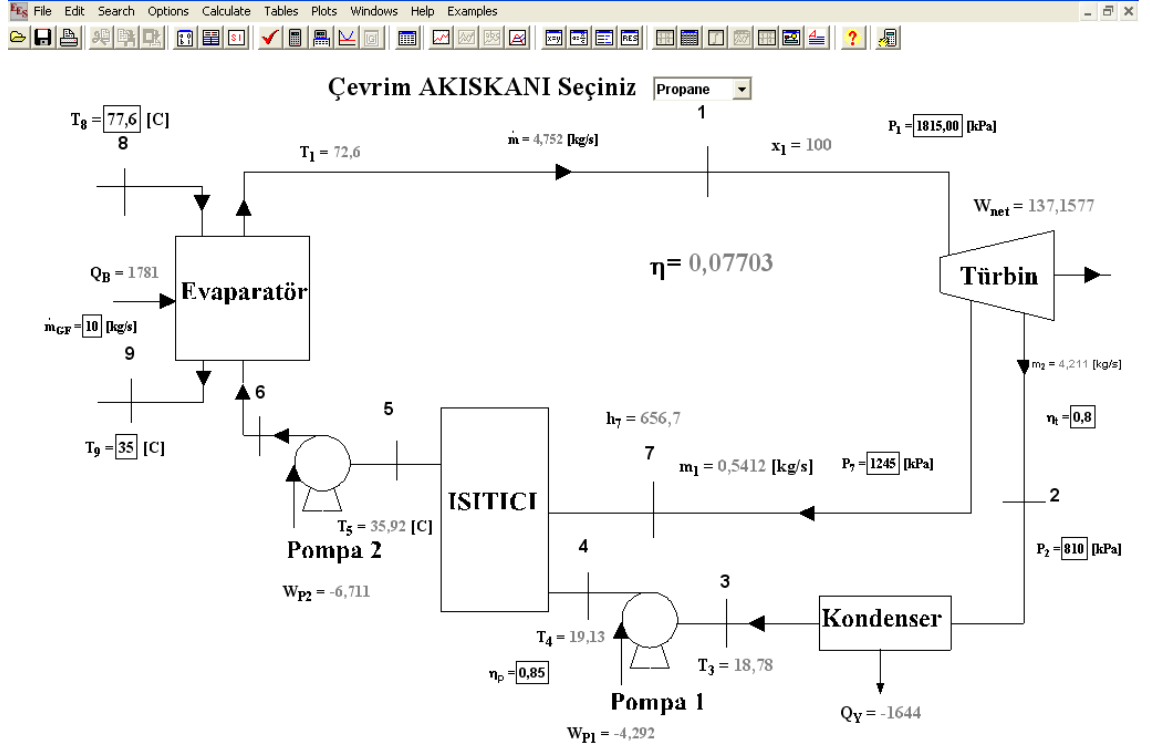 File Edit Search Options Calculate Tables Plots Windows Help Examples
Çevrim AKISKANI Seçiniz Propane
T8 = 77,6 [C]
8
T1 = 72,6
ṁ = 4,752 [kg/s]
1
x1 = 100
P1 = 1815,00 [kPa]
Wnet = 137,1577
η= 0,07703
Türbin
QB = 1781
Evaparatör
ṁGF = 10 [kg/s]
9
T9 = 35 [C]
6
5
m2 = 4,211 [kg/s]
ηt = 0,8
h7 = 656,7
7
m1 = 0,5412 [kg/s]
P7 = 1245 [kPa]
2
P2 = 810 [kPa]
ISITICI
T5 = 35,92 [C]
Pompa 2
WP2 = -6,711
4
3
T4 = 19,13
Kondenser
T3 = 18,78
ηp = 0,85
Pompa 1
WP1 = -4,292
QY = -1644